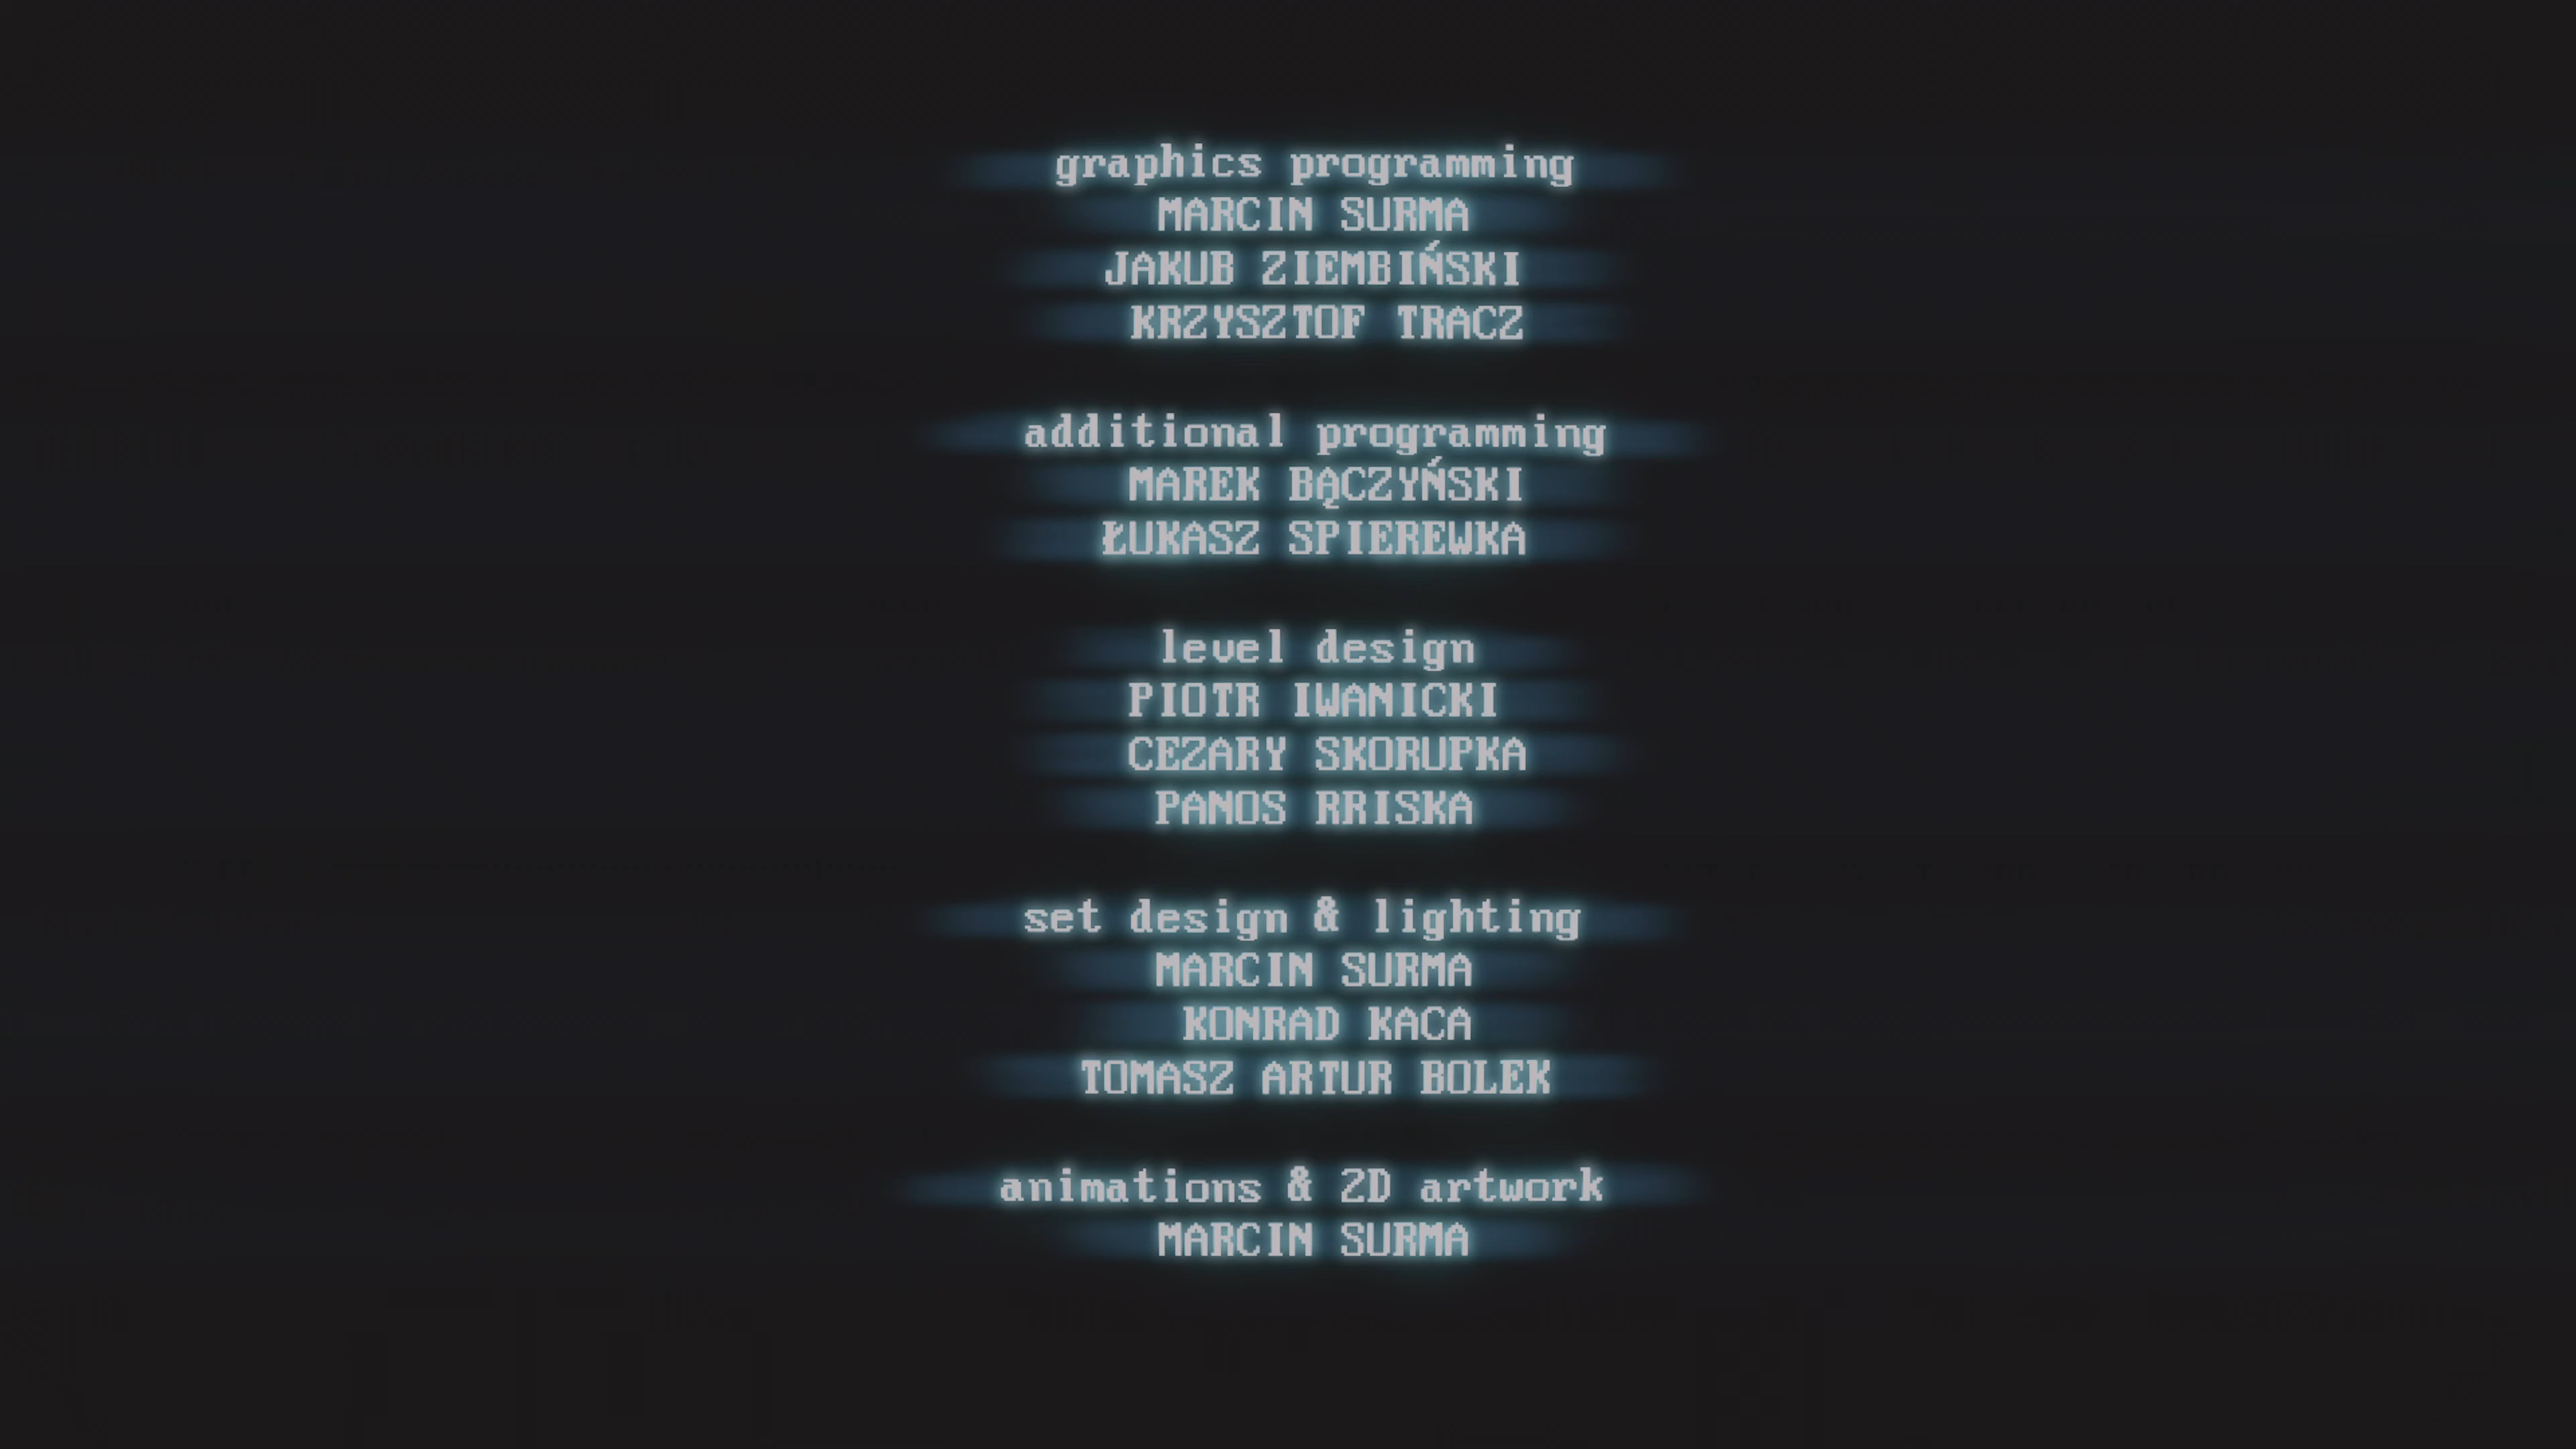 graphics programming
MARCIN SURMA
JAKUB ZIEMBIŃSKI
KRZYSZTOF TRACZ
additional programming
MAREK BĄCZYŃSKI
ŁUKASZ SPIEREWKA
level design
PIOTR IWANICKI
CEZARY SKORUPKA
PANOS RRISKA
set design & lighting
MARCIN SURMA
KONRAD KACA
TOMASZ ARTUR BOLEK
animations & 2D artwork
MARCIN SURMA